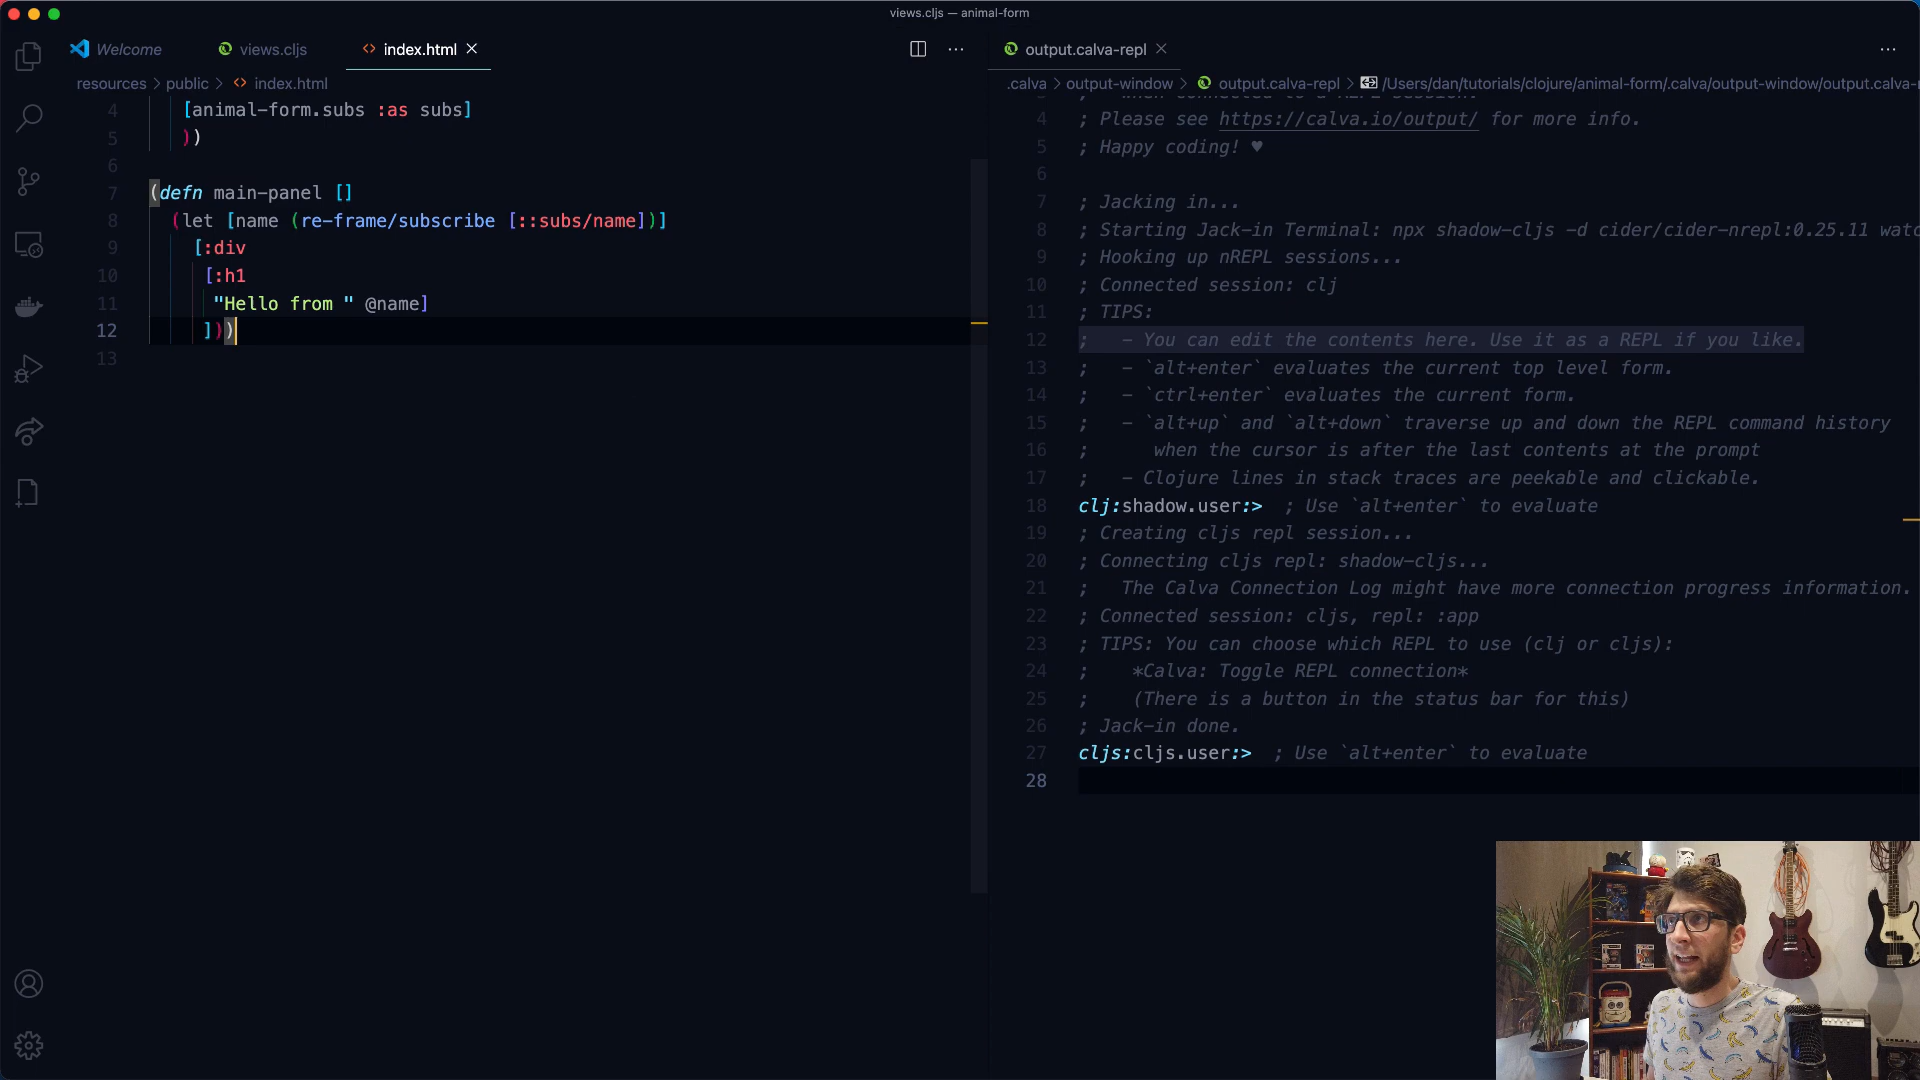 views.cljs — animal-form
Welcome
views.cljs
index.html
resources > public > index.html
4 [animal-form.subs :as subs]
5 ))
6
7 (defn main-panel []
8 (let [name (re-frame/subscribe [::subs/name])]
9 [:div
10 [:h1
11 "Hello from " @name]
12 ]))
13
output.calva-repl
.calva > output-window > output.calva-repl > /Users/dan/tutorials/clojure/animal-form/.calva/output-window/output.calva-
4 ; Please see https://calva.io/output/ for more info.
5 ; Happy coding! ♥
6
7 ; Jacking in...
8 ; Starting Jack-in Terminal: npx shadow-cljs -d cider/cider-nrepl:0.25.11 watc
9 ; Hooking up nREPL sessions...
10 ; Connected session: clj
11 ; TIPS:
12 ;   - You can edit the contents here. Use it as a REPL if you like.
13 ;   - `alt+enter` evaluates the current top level form.
14 ;   - `ctrl+enter` evaluates the current form.
15 ;   - `alt+up` and `alt+down` traverse up and down the REPL command history
16 ;      when the cursor is after the last contents at the prompt
17 ;   - Clojure lines in stack traces are peekable and clickable.
18 clj:shadow.user:>  ; Use `alt+enter` to evaluate
19 ; Creating cljs repl session...
20 ; Connecting cljs repl: shadow-cljs...
21 ;   The Calva Connection Log might have more connection progress information.
22 ; Connected session: cljs, repl: :app
23 ; TIPS: You can choose which REPL to use (clj or cljs):
24 ;    *Calva: Toggle REPL connection*
25 ;    (There is a button in the status bar for this)
26 ; Jack-in done.
27 cljs:cljs.user:>  ; Use `alt+enter` to evaluate
28